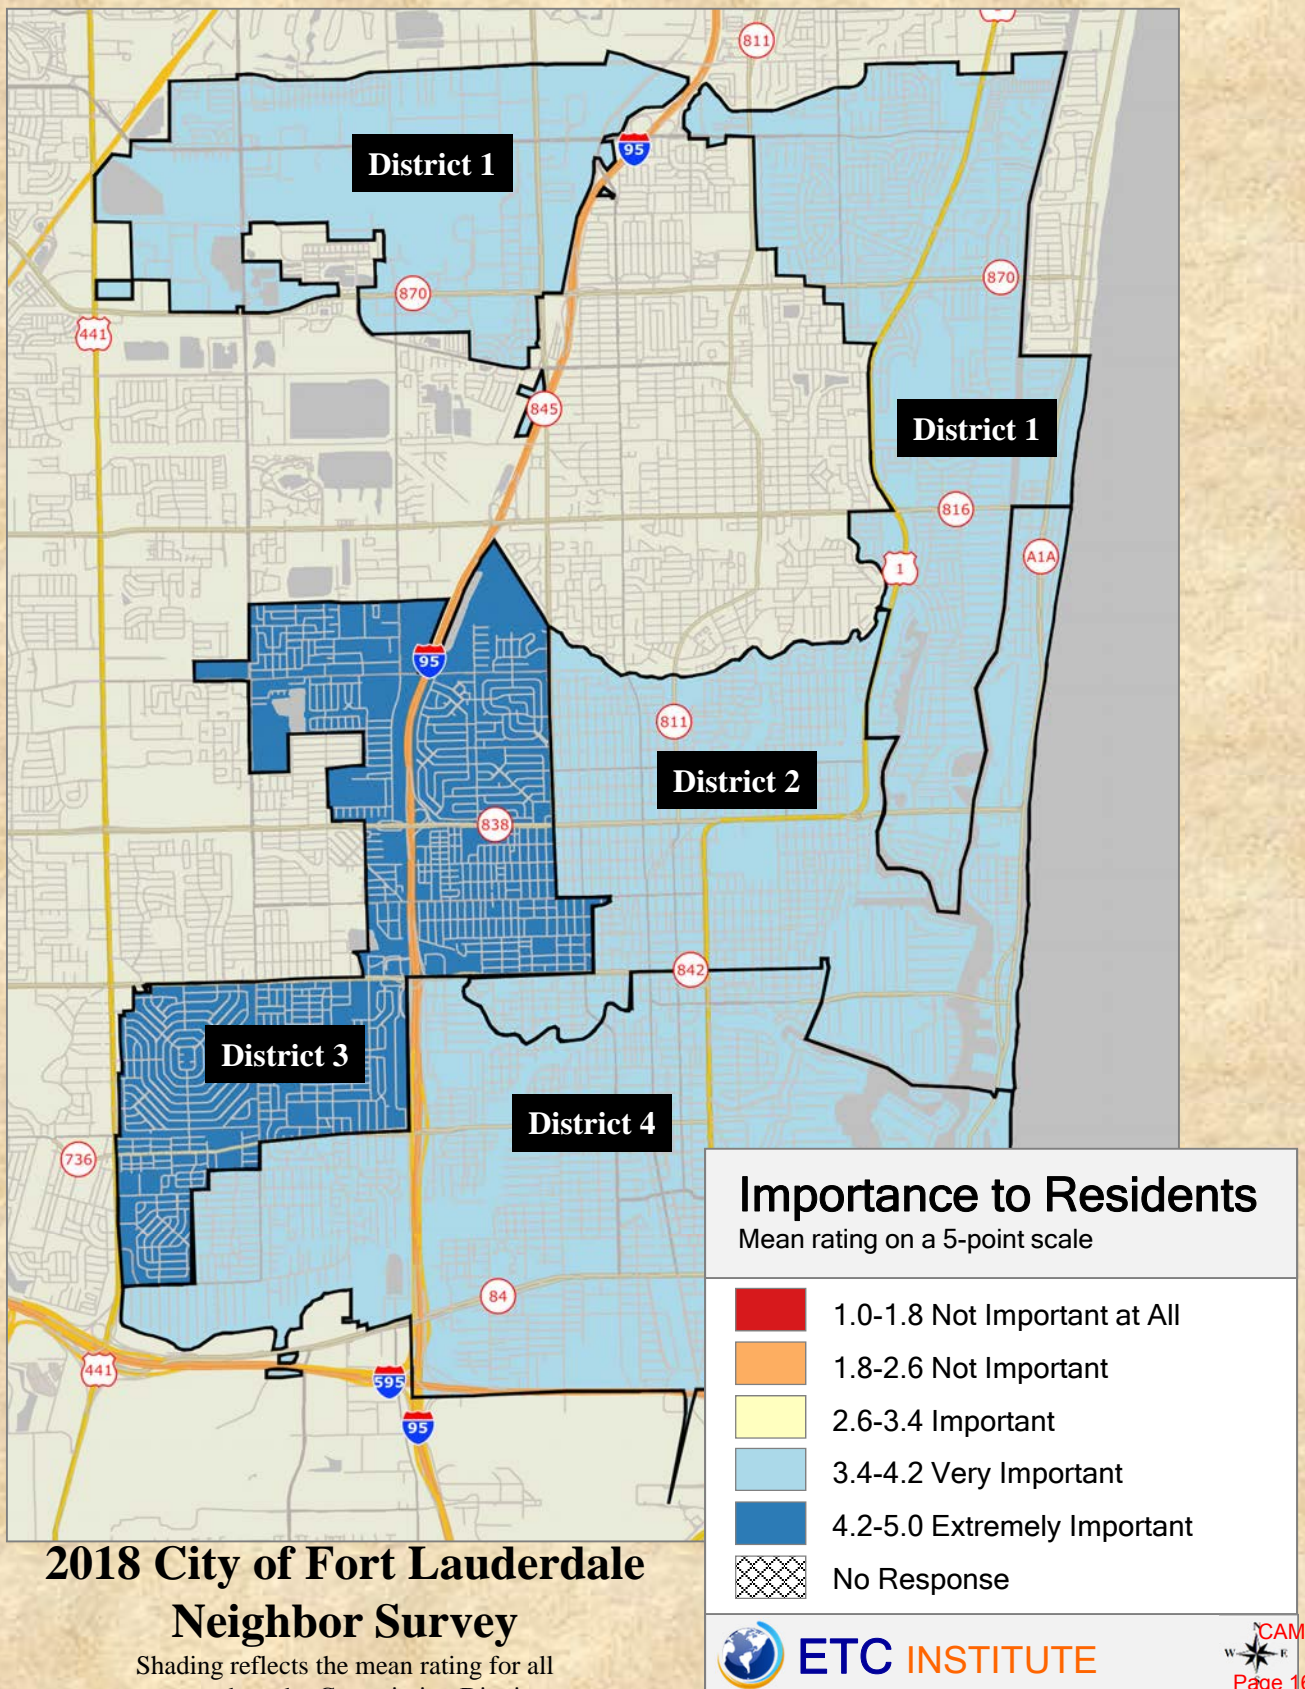 811
95
District 1
870
870
441
845
District 1
816
A1A
1
95
811
District 2
838
842
District 3
District 4
736
84
441
595
95
Importance to Residents
Mean rating on a 5-point scale
1.0-1.8 Not Important at All
1.8-2.6 Not Important
2.6-3.4 Important
3.4-4.2 Very Important
4.2-5.0 Extremely Important
No Response
2018 City of Fort Lauderdale
Neighbor Survey
Shading reflects the mean rating for all
ETC INSTITUTE
N
CAM
W E
S
Page 16